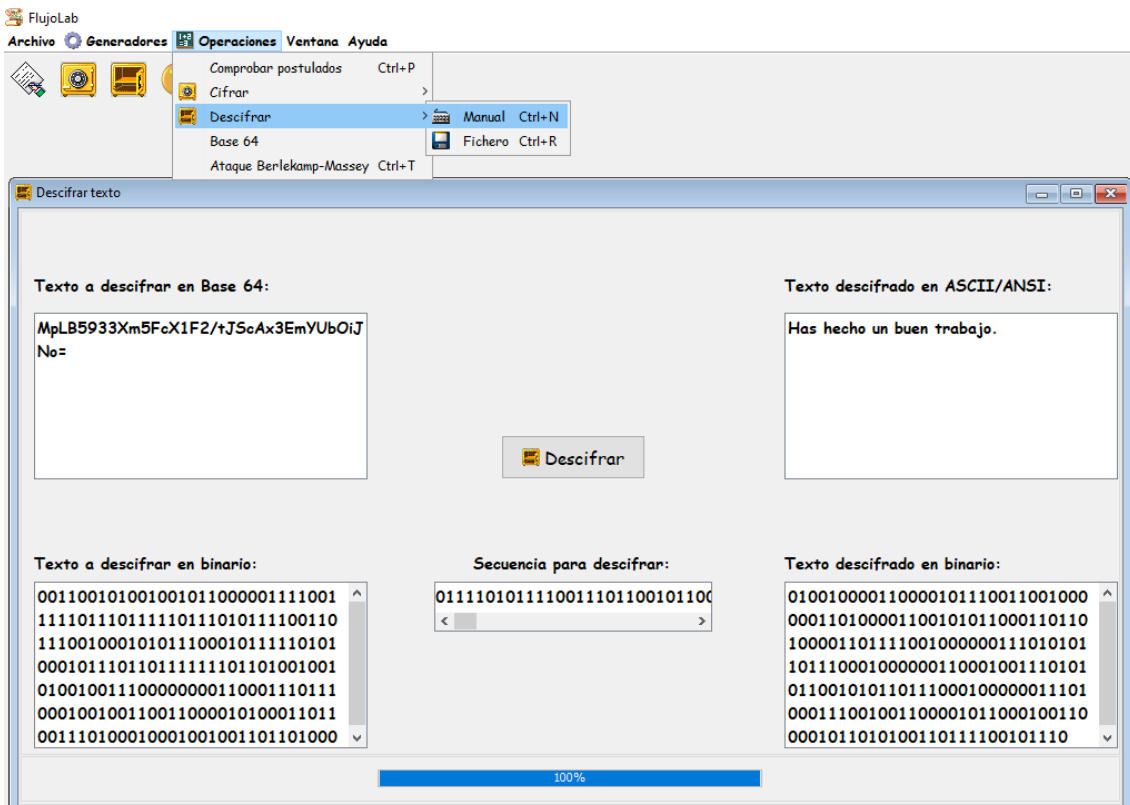 FlujoLab
Archivo Generadores Operaciones Ventana Ayuda
Comprobar postulados Ctrl+P
Cifrar
Descifrar
Manual Ctrl+N
Base 64
Fichero Ctrl+R
Ataque Berlekamp-Massey Ctrl+T
Descifrar texto
Texto a descifrar en Base 64:
Texto descifrado en ASCII/ANSI:
MpLB5933Xm5FcX1F2/tJScAx3EmYUbOiJ
No=
Has hecho un buen trabajo.
Descifrar
Texto a descifrar en binario:
Secuencia para descifrar:
Texto descifrado en binario:
001100101001001011000001111001
111101110111110111010111100110
111001000101011100010111110101
000101110110111111101101001001
010010011100000000110001110111
000100100110011000010100011011
001110100010001001001101101000
01111010111100111011001011000
010010000110000101110011001000
000110100001100101011000110110
100001101111001000000111010101
101110001000000110001001110101
011001010110111000100000011101
000111001001100001011000100110
0001011010100110111100101110
100%